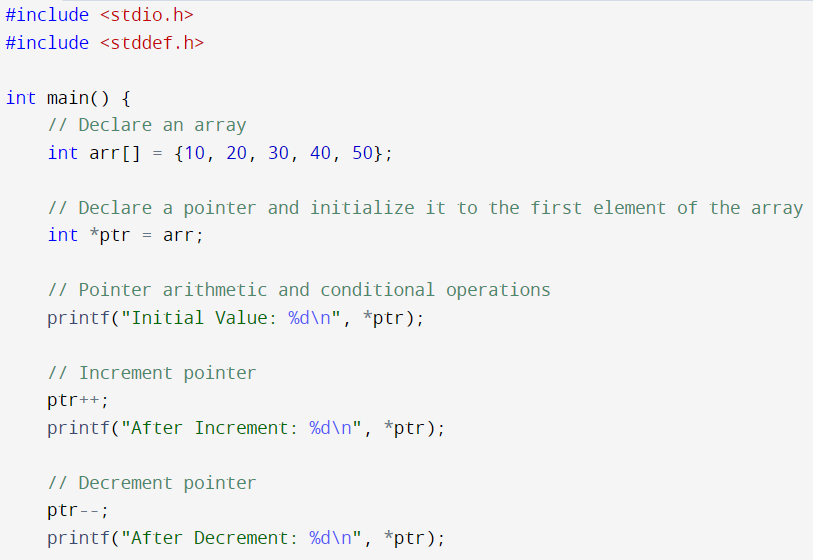 #include <stdio.h>
#include <stddef.h>

int main() {
    // Declare an array
    int arr[] = {10, 20, 30, 40, 50};

    // Declare a pointer and initialize it to the first element of the array
    int *ptr = arr;

    // Pointer arithmetic and conditional operations
    printf("Initial Value: %d\n", *ptr);

    // Increment pointer
    ptr++;
    printf("After Increment: %d\n", *ptr);

    // Decrement pointer
    ptr--;
    printf("After Decrement: %d\n", *ptr);